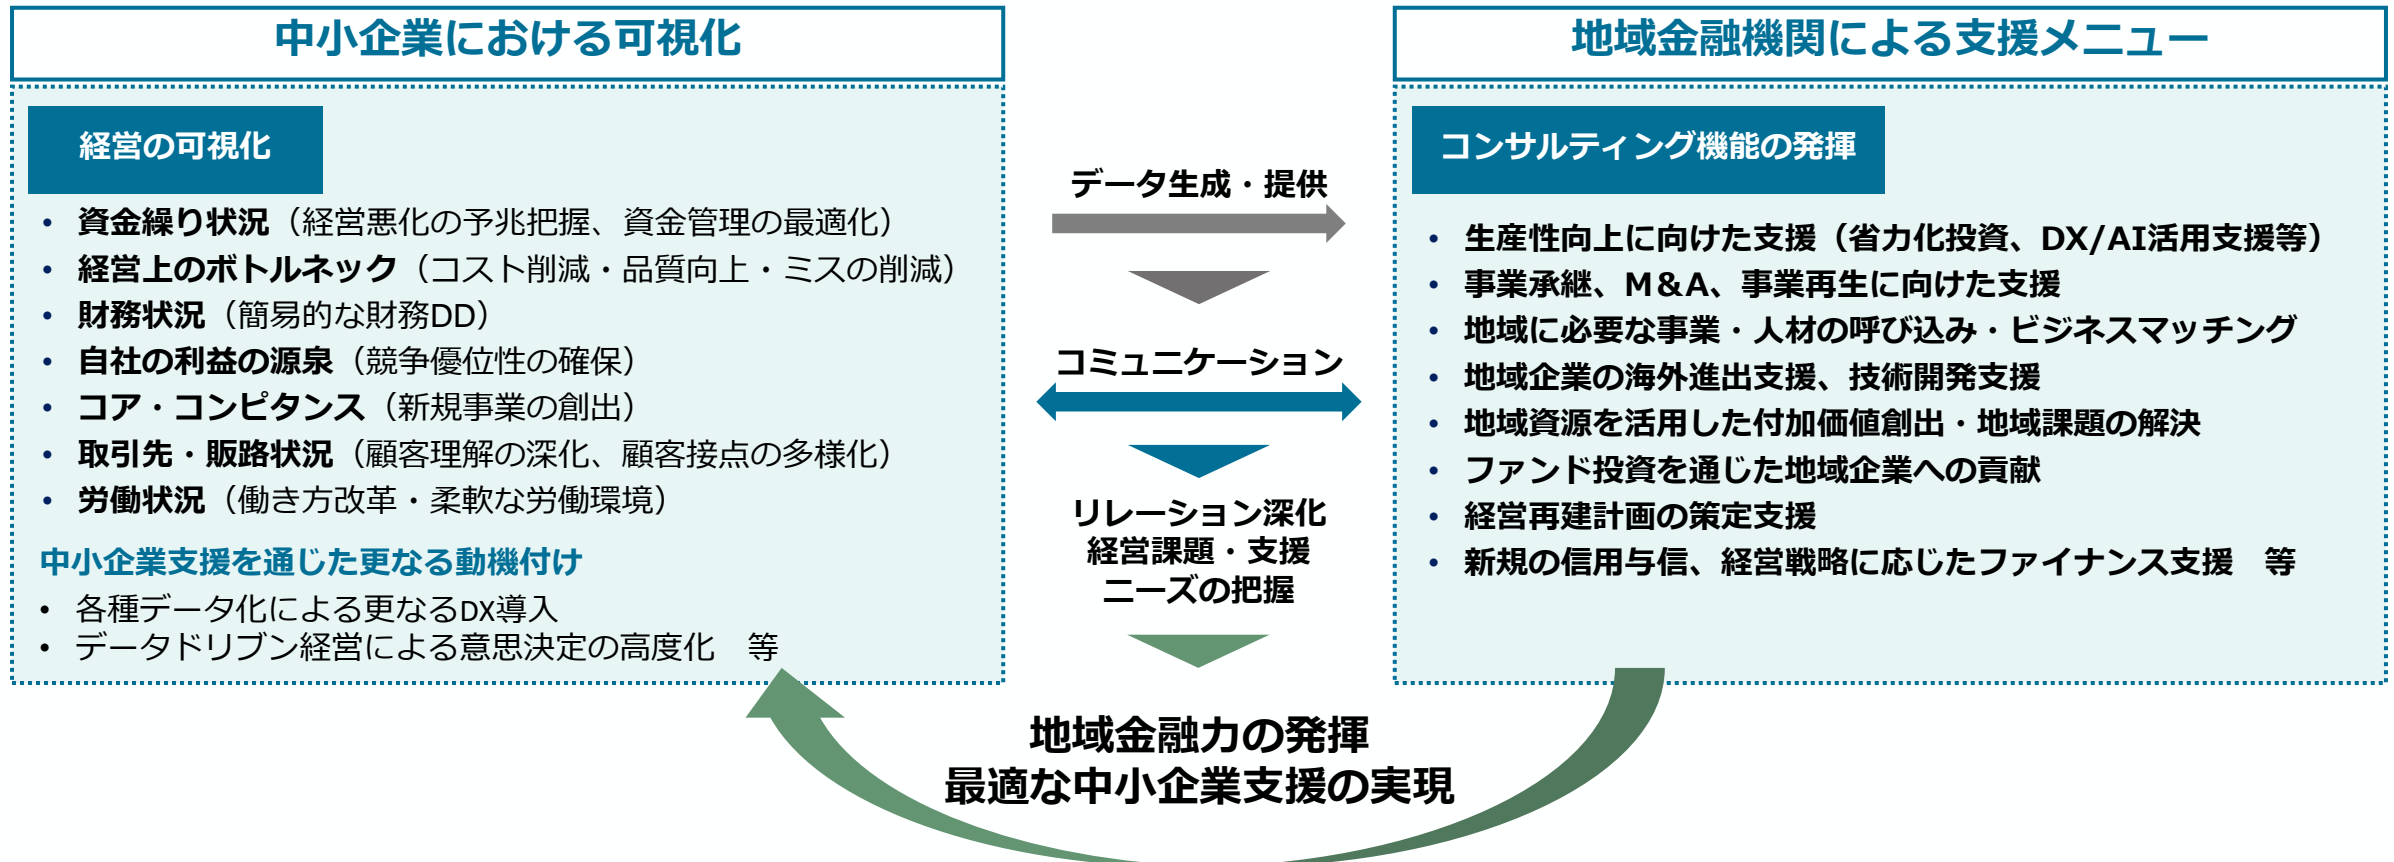 中小企業における可視化
経営の可視化
• 資金繰り状況（経営悪化の予兆把握、資金管理の最適化）
• 経営上のボトルネック（コスト削減・品質向上・ミスの削減）
• 財務状況（簡易的な財務DD）
• 自社の利益の源泉（競争優位性の確保）
• コア・コンピタンス（新規事業の創出）
• 取引先・販路状況（顧客理解の深化、顧客接点の多様化）
• 労働状況（働き方改革・柔軟な労働環境）
中小企業支援を通じた更なる動機付け
• 各種データ化による更なるDX導入
• データドリブン経営による意思決定の高度化　等
データ生成・提供
コミュニケーション
リレーション深化
経営課題・支援
ニーズの把握
地域金融力の発揮
最適な中小企業支援の実現
地域金融機関による支援メニュー
コンサルティング機能の発揮
• 生産性向上に向けた支援（省力化投資、DX/AI活用支援等）
• 事業承継、M＆A、事業再生に向けた支援
• 地域に必要な事業・人材の呼び込み・ビジネスマッチング
• 地域企業の海外進出支援、技術開発支援
• 地域資源を活用した付加価値創出・地域課題の解決
• ファンド投資を通じた地域企業への貢献
• 経営再建計画の策定支援
• 新規の信用与信、経営戦略に応じたファイナンス支援　等